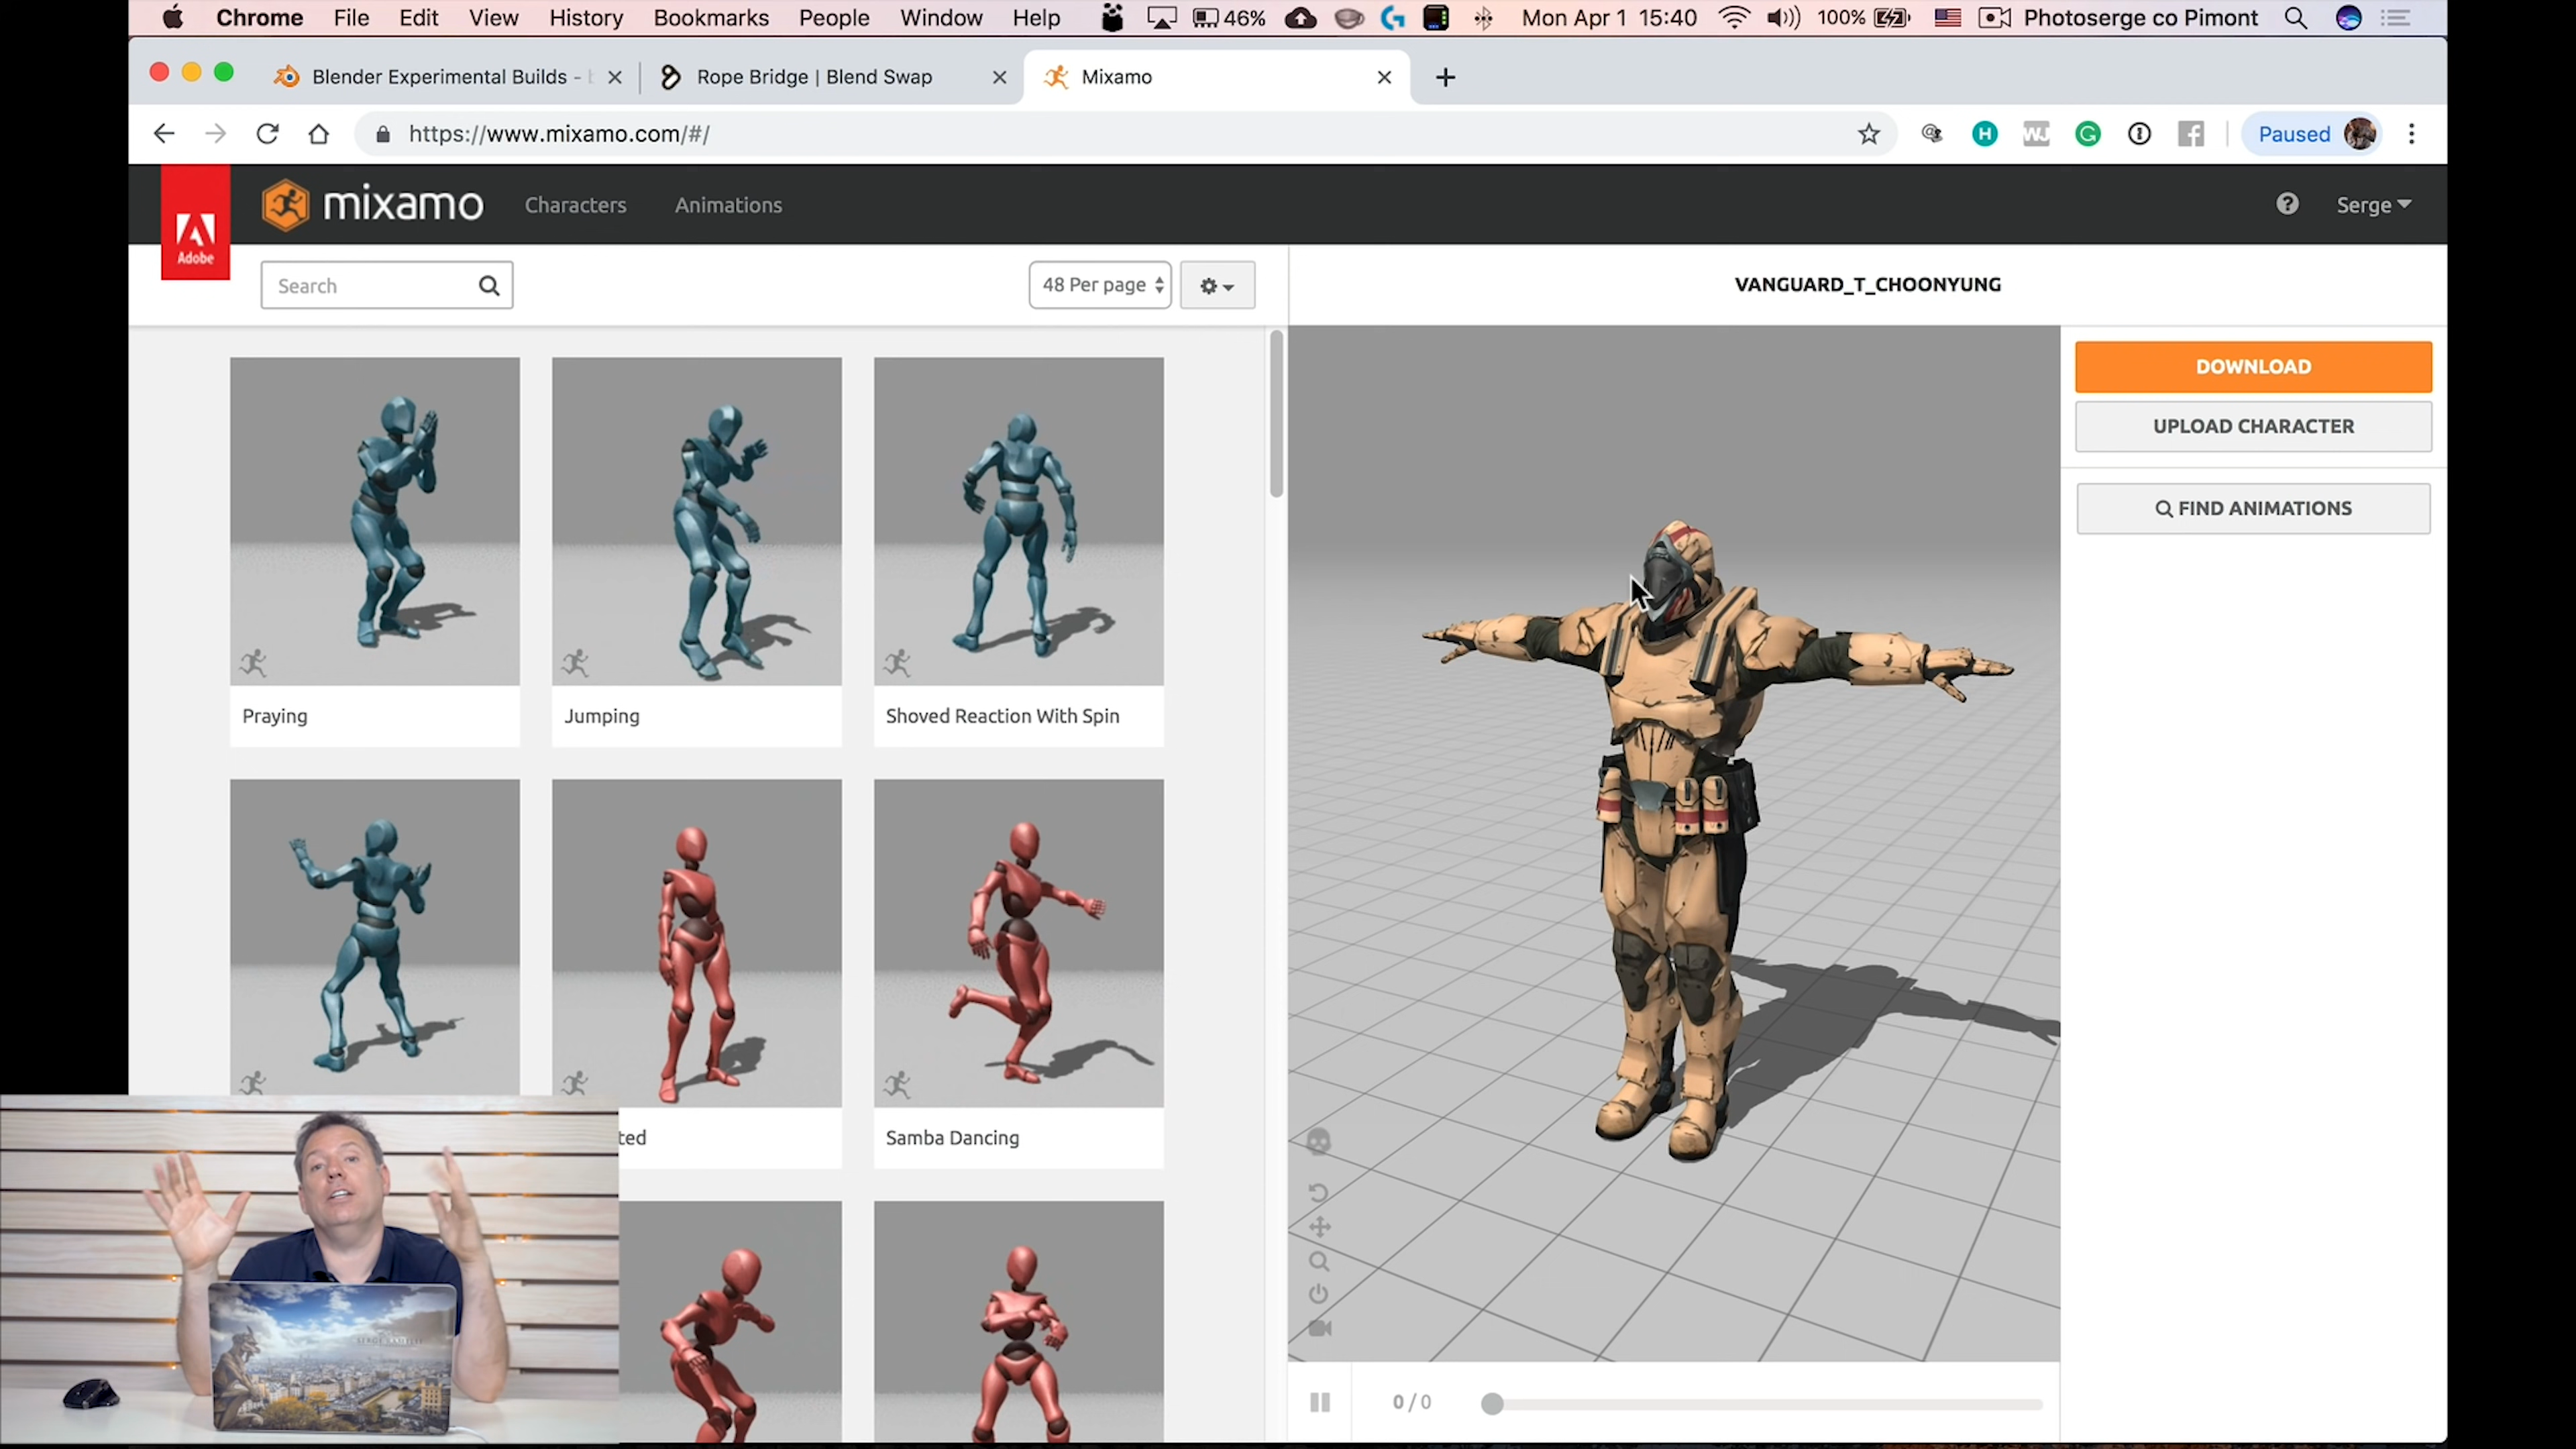 Chrome File Edit View History Bookmarks People Window Help 46% Mon Apr 1 15:40 100% Photoserge co Pimont
Blender Experimental Builds - Rope Bridge | Blend Swap Mixamo
https://www.mixamo.com/#/ H WJ G Paused
Adobe mixamo Characters Animations ? Serge
Search 48 Per page VANGUARD_T_CHOONYUNG
DOWNLOAD
UPLOAD CHARACTER
FIND ANIMATIONS
Praying Jumping Shoved Reaction With Spin
ted Samba Dancing
0 / 0